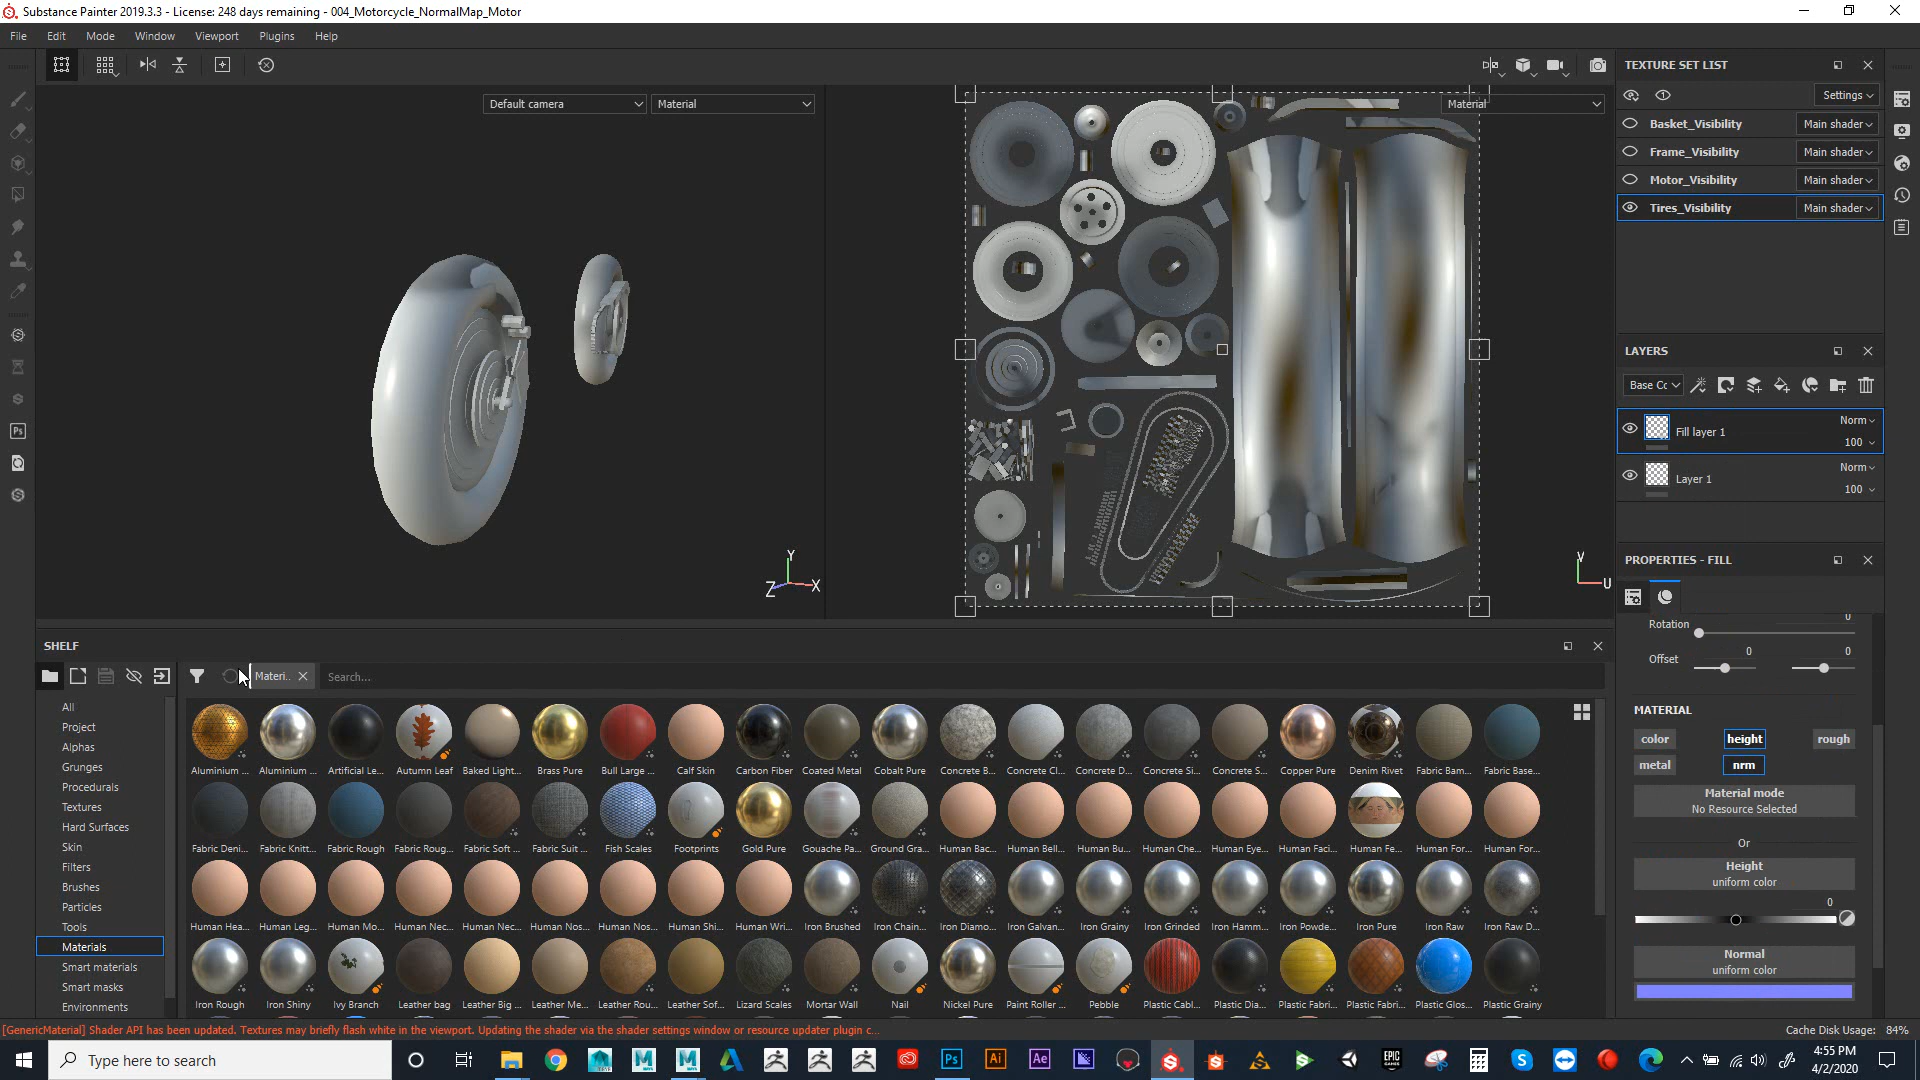 Substance Painter 2019.3.3 - License: 248 days remaining - 004_Motorcycle_NormalMap_Motor
File Edit Mode Window Viewport Plugins Help
Default camera
Material
Material
TEXTURE SET LIST
Settings
Basket_Visibility Main shader
Frame_Visibility Main shader
Motor_Visibility Main shader
Tires_Visibility Main shader
LAYERS
Base Cc
Fill layer 1 Norm
100
Layer 1 Norm
100
PROPERTIES - FILL
Rotation 0
Offset 0 0
MATERIAL
color height rough
metal nrm
Material mode
No Resource Selected
Or
Height
uniform color
0
Normal
uniform color
Y
Z X
V
U
SHELF
Materi..
Search...
All
Project
Alphas
Grunges
Procedurals
Textures
Hard Surfaces
Skin
Filters
Brushes
Particles
Tools
Materials
Smart materials
Smart masks
Environments
Aluminium ... Aluminium ... Artificial Le... Autumn Leaf Baked Light... Brass Pure Bull Large ... Calf Skin Carbon Fiber Coated Metal Cobalt Pure Concrete B... Concrete Cl... Concrete D... Concrete Si... Concrete S... Copper Pure Denim Rivet Fabric Bam... Fabric Base...
Fabric Deni... Fabric Knitt... Fabric Rough Fabric Roug... Fabric Soft ... Fabric Suit ... Fish Scales Footprints Gold Pure Gouache Pa... Ground Gra... Human Bac... Human Bell... Human Bu... Human Che... Human Eye... Human Faci... Human Fe... Human For... Human For...
Human Hea... Human Leg... Human Mo... Human Nec... Human Nec... Human Nos... Human Nos... Human Shi... Human Wri... Iron Brushed Iron Chain... Iron Diamo... Iron Galvan... Iron Grainy Iron Grinded Iron Hamm... Iron Powde... Iron Pure Iron Raw Iron Raw D...
Iron Rough Iron Shiny Ivy Branch Leather bag Leather Big ... Leather Me... Leather Rou... Leather Sof... Lizard Scales Mortar Wall Nail Nickel Pure Paint Roller ... Pebble Plastic Cabl... Plastic Dia... Plastic Fabri... Plastic Fabri... Plastic Glos... Plastic Grainy
[GenericMaterial] Shader API has been updated. Textures may briefly flash white in the viewport. Updating the shader via the shader settings window or resource updater plugin c...
Cache Disk Usage: 84%
Type here to search
Ps Ai Ae
EPIC GAMES
4:55 PM
4/2/2020